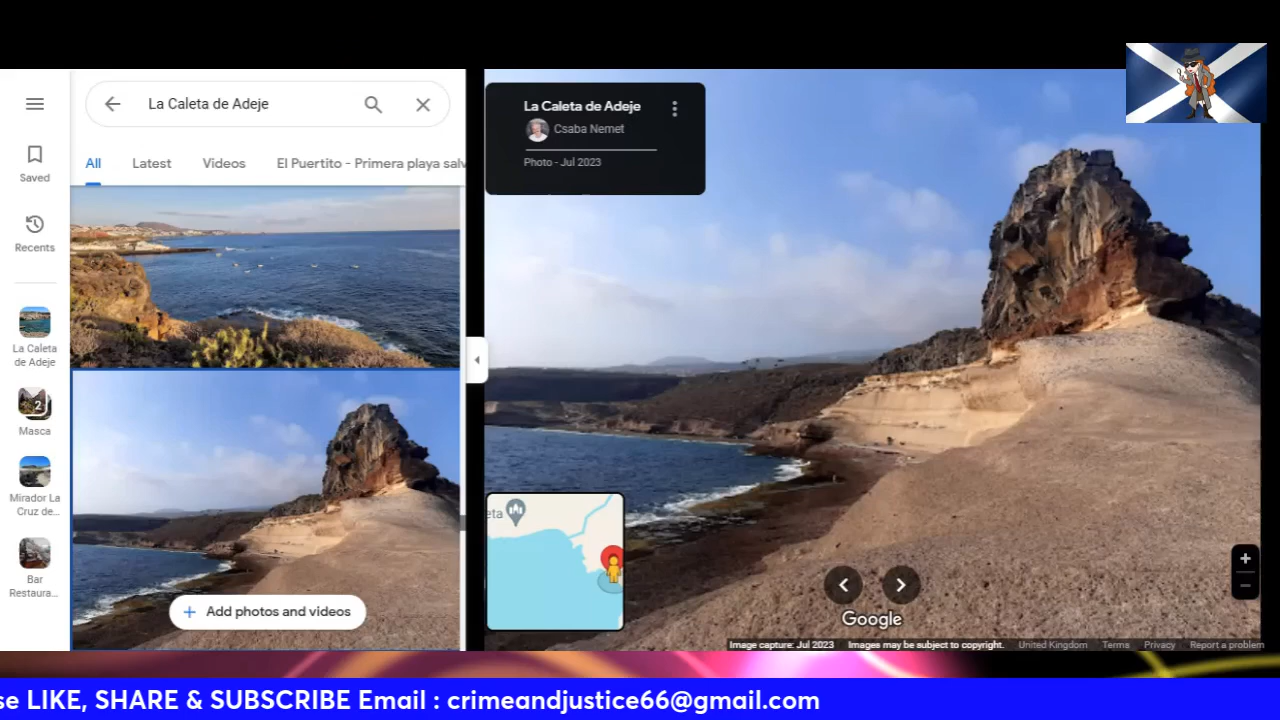 La Caleta de Adeje
All
Latest
Videos
El Puertito - Primera playa salv
Saved
Recents
La Caleta
de Adeje
2
Masca
Mirador La
Cruz de...
Bar
Restaura...
Add photos and videos
La Caleta de Adeje
Csaba Nemet
Photo - Jul 2023
eta
Google
Image capture: Jul 2023 Images may be subject to copyright. United Kingdom Terms Privacy Report a problem
se LIKE, SHARE & SUBSCRIBE Email : crimeandjustice66@gmail.com